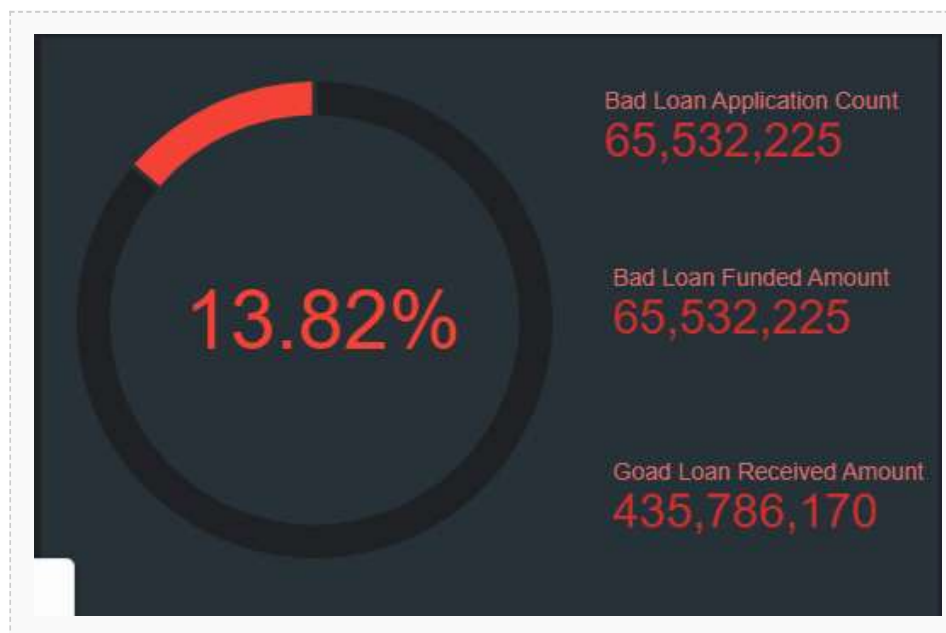 Bad Loan Application Count
65,532,225
13.82%
Bad Loan Funded Amount
65,532,225
Goad Loan Received Amount
435,786,170